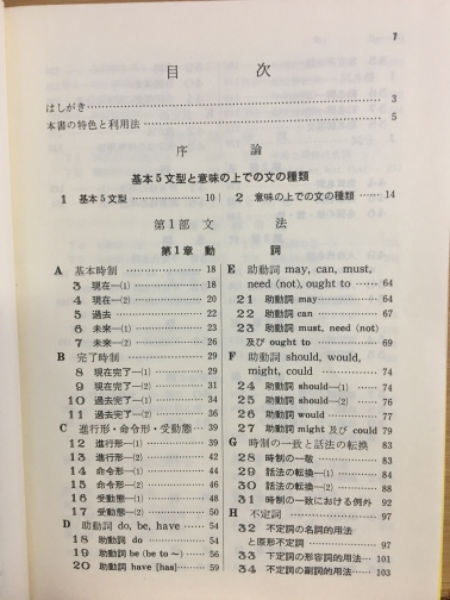 7
目 次
はしがき…… 3
本書の特色と利用法…… 5
序 論
基本5文型と意味の上での文の種類
1 基本5文型…… 10
2 意味の上での文の種類…… 14
第1部 文 法
第1章 動 詞
A 基本時制…… 18
3 現在—(1)…… 18
4 現在—(2)…… 20
5 過去…… 22
6 未来—(1)…… 23
7 未来—(2)…… 26
B 完了時制…… 29
8 現在完了—(1)…… 29
9 現在完了—(2)…… 31
10 過去完了—(1)…… 34
11 過去完了—(2)…… 36
C 進行形・命令形・受動態… 39
12 進行形—(1)…… 39
13 進行形—(2)…… 42
14 命令形—(1)…… 44
15 命令形—(2)…… 46
16 受動態—(1)…… 48
17 受動態—(2)…… 50
D 助動詞 do, be, have …… 54
18 助動詞 do…… 54
19 助動詞 be (be to ~)…… 56
20 助動詞 have [has]…… 59
E 助動詞 may, can, must,
need (not), ought to …… 64
21 助動詞 may…… 64
22 助動詞 can…… 67
23 助動詞 must, need (not)
及び ought to…… 69
F 助動詞 should, would,
might, could…… 74
24 助動詞 should—(1)…… 74
25 助動詞 should—(2)…… 76
26 助動詞 would…… 77
27 助動詞 might 及び could 79
G 時制の一致と話法の転換 83
28 時制の一致…… 83
29 話法の転換—(1)…… 84
30 話法の転換—(2)…… 88
31 時制の一致における例外 92
H 不定詞…… 97
32 不定詞の名詞的用法
と原形不定詞…… 97
33 不定詞の形容詞的用法… 101
34 不定詞の副詞的用法…… 103